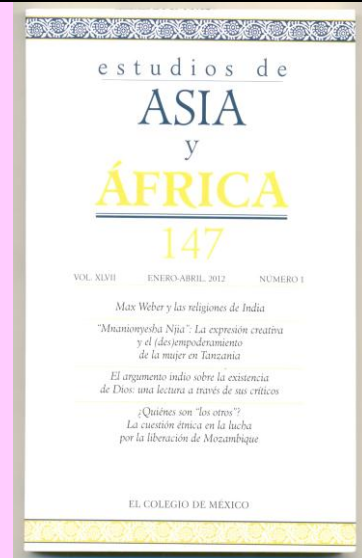 estudios de
ASIA
y
ÁFRICA
147
VOL. XLVII ENERO-ABRIL, 2012 NÚMERO 1
Max Weber y las religiones de India
"Mnanionyesha Njia": La expresión creativa
y el (des)empoderamiento
de la mujer en Tanzania
El argumento indio sobre la existencia
de Dios: una lectura a través de sus críticos
¿Quiénes son "los otros"?
La cuestión étnica en la lucha
por la liberación de Mozambique
EL COLEGIO DE MÉXICO